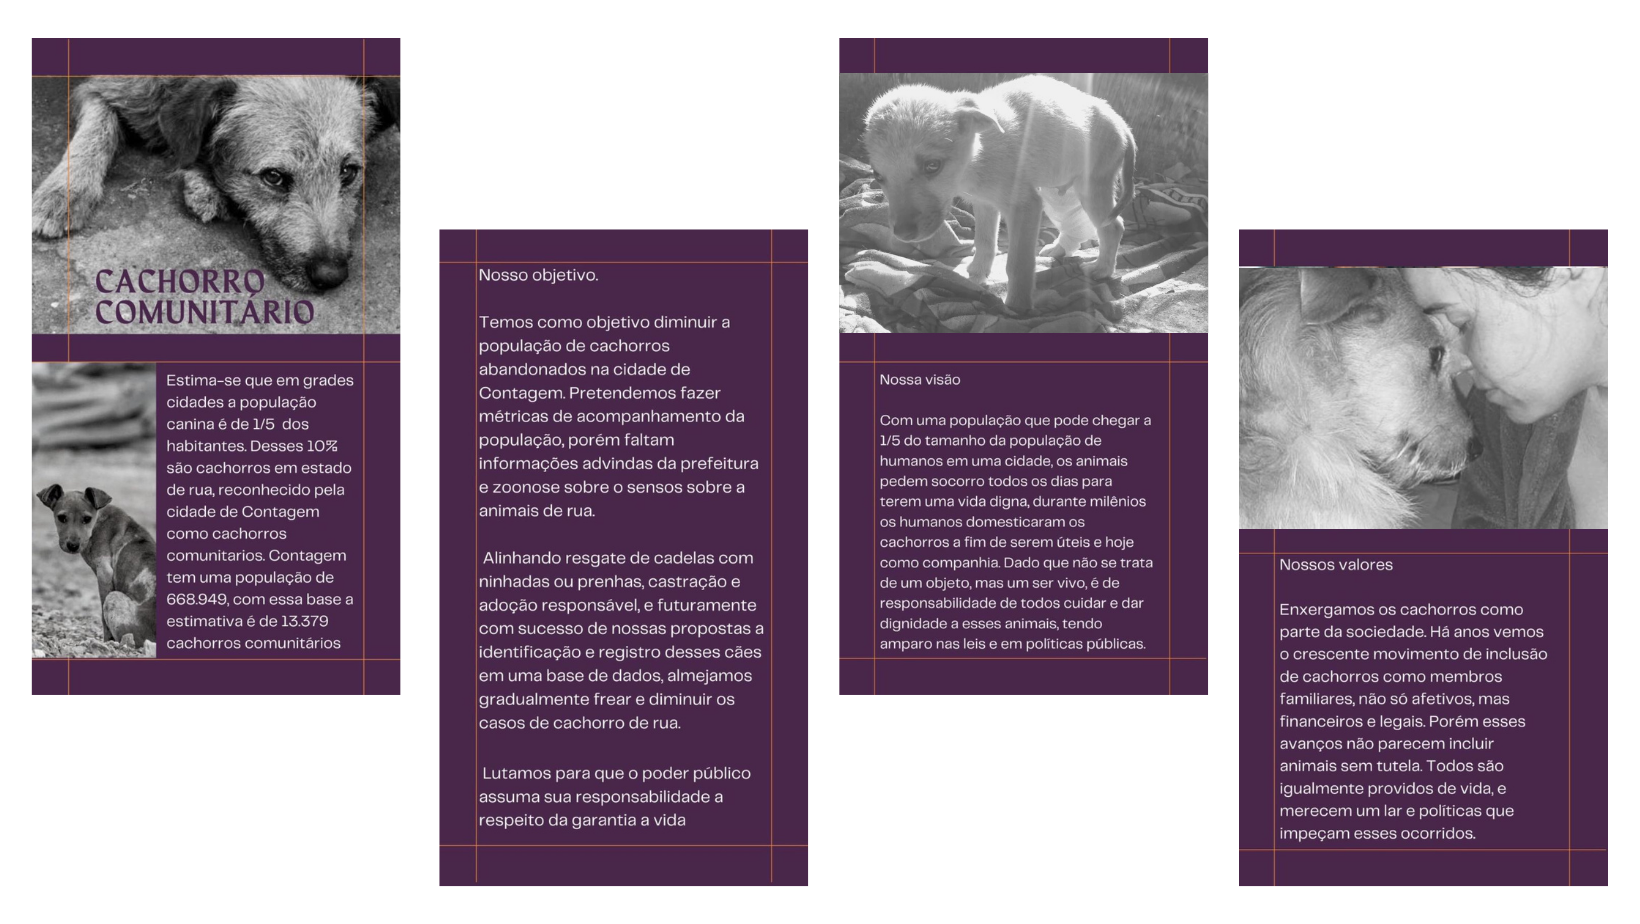 CACHORRO
COMUNITÁRIO
Estima-se que em grades
cidades a população
canina é de 1/5 dos
habitantes. Desses 10%
são cachorros em estado
de rua, reconhecido pela
cidade de Contagem
como cachorros
comunitarios. Contagem
tem uma população de
668.949, com essa base a
estimativa é de 13.379
cachorros comunitários
Nosso objetivo.
Temos como objetivo diminuir a
população de cachorros
abandonados na cidade de
Contagem. Pretendemos fazer
métricas de acompanhamento da
população, porém faltam
informações advindas da prefeitura
e zoonose sobre o sensos sobre a
animais de rua.
Alinhando resgate de cadelas com
ninhadas ou prenhas, castração e
adoção responsável, e futuramente
com sucesso de nossas propostas a
identificação e registro desses cães
em uma base de dados, almejamos
gradualmente frear e diminuir os
casos de cachorro de rua.
Lutamos para que o poder público
assuma sua responsabilidade a
respeito da garantia a vida
Nossa visão
Com uma população que pode chegar a
1/5 do tamanho da população de
humanos em uma cidade, os animais
pedem socorro todos os dias para
terem uma vida digna, durante milênios
os humanos domesticaram os
cachorros a fim de serem úteis e hoje
como companhia. Dado que não se trata
de um objeto, mas um ser vivo, é de
responsabilidade de todos cuidar e dar
dignidade a esses animais, tendo
amparo nas leis e em políticas públicas.
Nossos valores
Enxergamos os cachorros como
parte da sociedade. Há anos vemos
o crescente movimento de inclusão
de cachorros como membros
familiares, não só afetivos, mas
financeiros e legais. Porém esses
avanços não parecem incluir
animais sem tutela. Todos são
igualmente providos de vida, e
merecem um lar e políticas que
impeçam esses ocorridos.